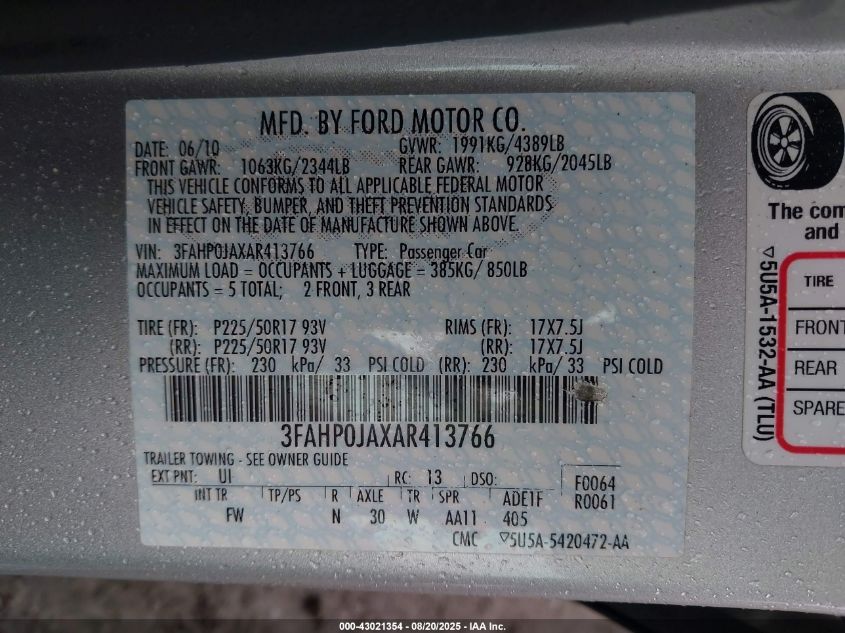 MFD. BY FORD MOTOR CO.
DATE: 06/10 GVWR: 1991KG/4389LB
FRONT GAWR: 1063KG/2344LB REAR GAWR: 928KG/2045LB
THIS VEHICLE CONFORMS TO ALL APPLICABLE FEDERAL MOTOR
VEHICLE SAFETY, BUMPER, AND THEFT PREVENTION STANDARDS
IN EFFECT ON THE DATE OF MANUFACTURE SHOWN ABOVE.
VIN: 3FAHP0JAXAR413766 TYPE: Passenger Car
MAXIMUM LOAD = OCCUPANTS + LUGGAGE = 385KG/ 850LB
OCCUPANTS = 5 TOTAL; 2 FRONT, 3 REAR
TIRE (FR): P225/50R17 93V RIMS (FR): 17X7.5J
(RR): P225/50R17 93V (RR): 17X7.5J
PRESSURE (FR): 230 kPa/ 33 PSI COLD (RR): 230 kPa/ 33 PSI COLD
3FAHP0JAXAR413766
TRAILER TOWING - SEE OWNER GUIDE
EXT PNT: UI RC: 13 DSO: F0064
R0061
INT TR TP/PS R AXLE TR SPR ADE1F
FW N 30 W AA11 405
CMC ▽5U5A-5420472-AA
The com
and
▽5U5A-1532-AA (TLU)
TIRE
FRONT
REAR
SPARE
000-43021354 - 08/20/2025 - IAA Inc.